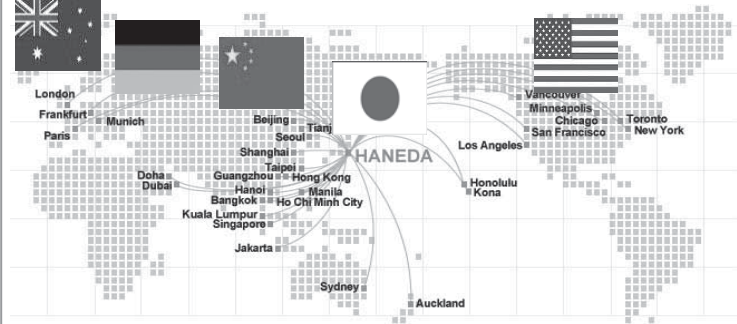 London
Frankfurt
Munich
Paris
Beijing
Tianj
Seoul
Shanghai
HANEDA
Taipei
Guangzhou
Hong Kong
Doha
Dubai
Hanoi
Manila
Bangkok
Ho Chi Minh City
Kuala Lumpur
Singapore
Jakarta
Sydney
Auckland
Vancouver
Minneapolis
Chicago
Toronto
San Francisco
New York
Los Angeles
Honolulu
Kona